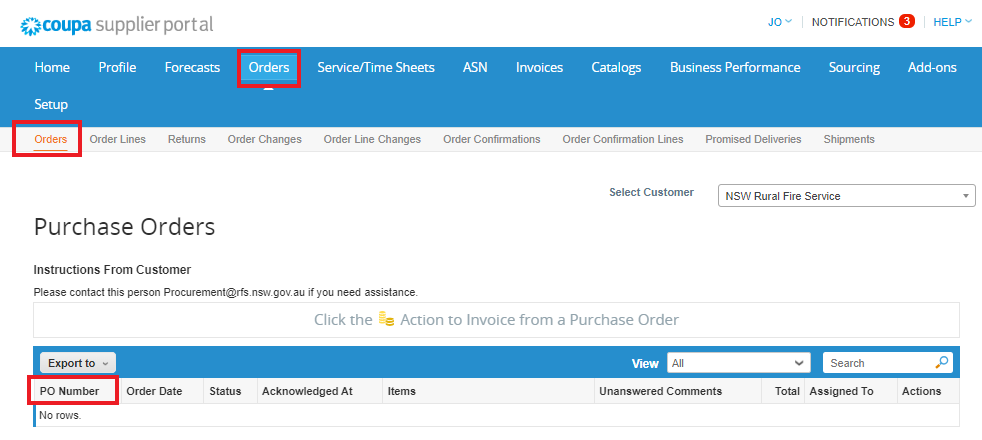 coupa supplier portal
JO NOTIFICATIONS 3 HELP
Home Profile Forecasts Orders Service/Time Sheets ASN Invoices Catalogs Business Performance Sourcing Add-ons
Setup
Orders Order Lines Returns Order Changes Order Line Changes Order Confirmations Order Confirmation Lines Promised Deliveries Shipments
Select Customer NSW Rural Fire Service
Purchase Orders
Instructions From Customer
Please contact this person Procurement@rfs.nsw.gov.au if you need assistance.
Click the Action to Invoice from a Purchase Order
Export to View All Search
PO Number Order Date Status Acknowledged At Items Unanswered Comments Total Assigned To Actions
No rows.